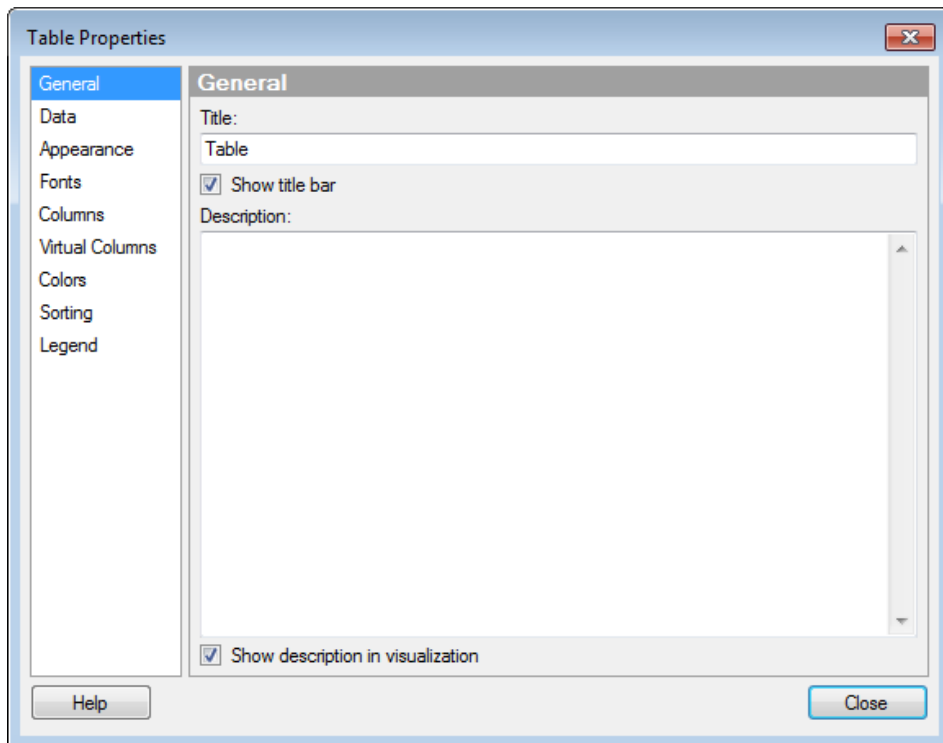 Table Properties
General
Data
Appearance
Fonts
Columns
Virtual Columns
Colors
Sorting
Legend
General
Title:
Table
Show title bar
Description:
Show description in visualization
Help
Close